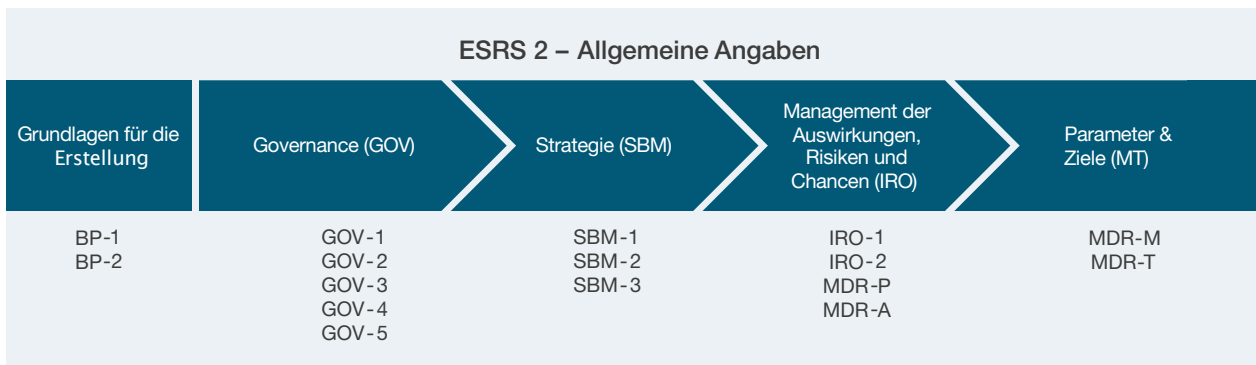 ESRS 2 – Allgemeine Angaben
Grundlagen für die
Erstellung
Governance (GOV)
Strategie (SBM)
Management der
Auswirkungen,
Risiken und
Chancen (IRO)
Parameter &
Ziele (MT)
BP-1
BP-2
GOV-1
GOV-2
GOV-3
GOV-4
GOV-5
SBM-1
SBM-2
SBM-3
IRO-1
IRO-2
MDR-P
MDR-A
MDR-M
MDR-T